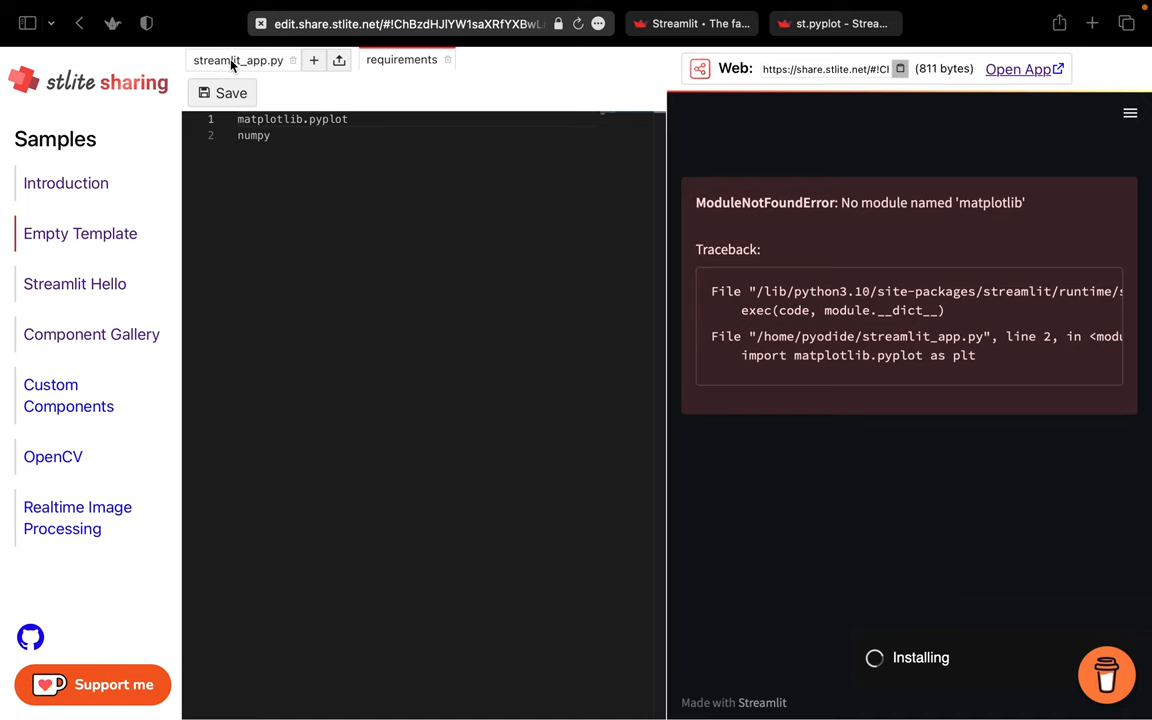 edit.share.stlite.net/#!ChBzdHJlYW1saXRfYXBwL
Streamlit • The fa...
st.pyplot – Strea...
stlite sharing
streamlit_app.py
+
requirements
Save
Web:
https://share.stlite.net/#!CI
(811 bytes)
Open App
Samples
Introduction
Empty Template
Streamlit Hello
Component Gallery
Custom
Components
OpenCV
Realtime Image
Processing
Support me
1 matplotlib.pyplot
2 numpy
ModuleNotFoundError: No module named 'matplotlib'
Traceback:
File "/lib/python3.10/site-packages/streamlit/runtime/s
exec(code, module.__dict__)
File "/home/pyodide/streamlit_app.py", line 2, in <modu
import matplotlib.pyplot as plt
Installing
Made with Streamlit